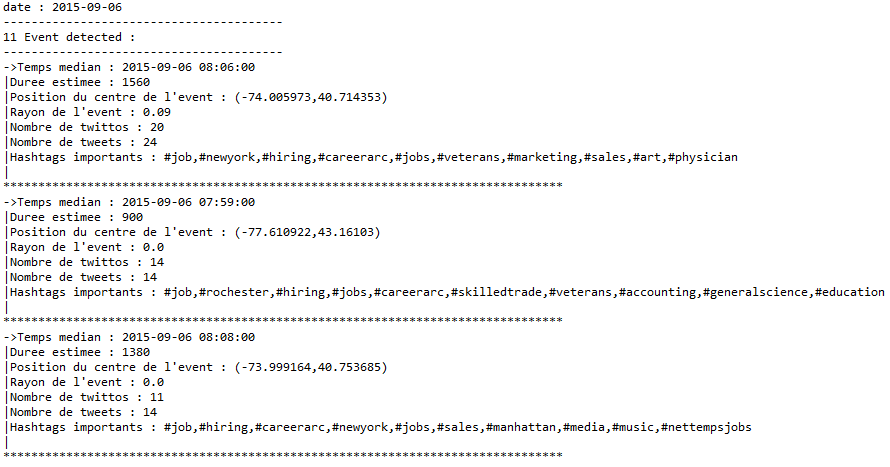 date : 2015-09-06
----------------------------------------
11 Event detected :
----------------------------------------
->Temps median : 2015-09-06 08:06:00
|Duree estimee : 1560
|Position du centre de l'event : (-74.005973,40.714353)
|Rayon de l'event : 0.09
|Nombre de twittos : 20
|Nombre de tweets : 24
|Hashtags importants : #job,#newyork,#hiring,#careerarc,#jobs,#veterans,#marketing,#sales,#art,#physician
|
********************************************************************************
->Temps median : 2015-09-06 07:59:00
|Duree estimee : 900
|Position du centre de l'event : (-77.610922,43.16103)
|Rayon de l'event : 0.0
|Nombre de twittos : 14
|Nombre de tweets : 14
|Hashtags importants : #job,#rochester,#hiring,#jobs,#careerarc,#skilledtrade,#veterans,#accounting,#generalscience,#education
|
********************************************************************************
->Temps median : 2015-09-06 08:08:00
|Duree estimee : 1380
|Position du centre de l'event : (-73.999164,40.753685)
|Rayon de l'event : 0.0
|Nombre de twittos : 11
|Nombre de tweets : 14
|Hashtags importants : #job,#hiring,#careerarc,#newyork,#jobs,#sales,#manhattan,#media,#music,#nettempsjobs
|
********************************************************************************